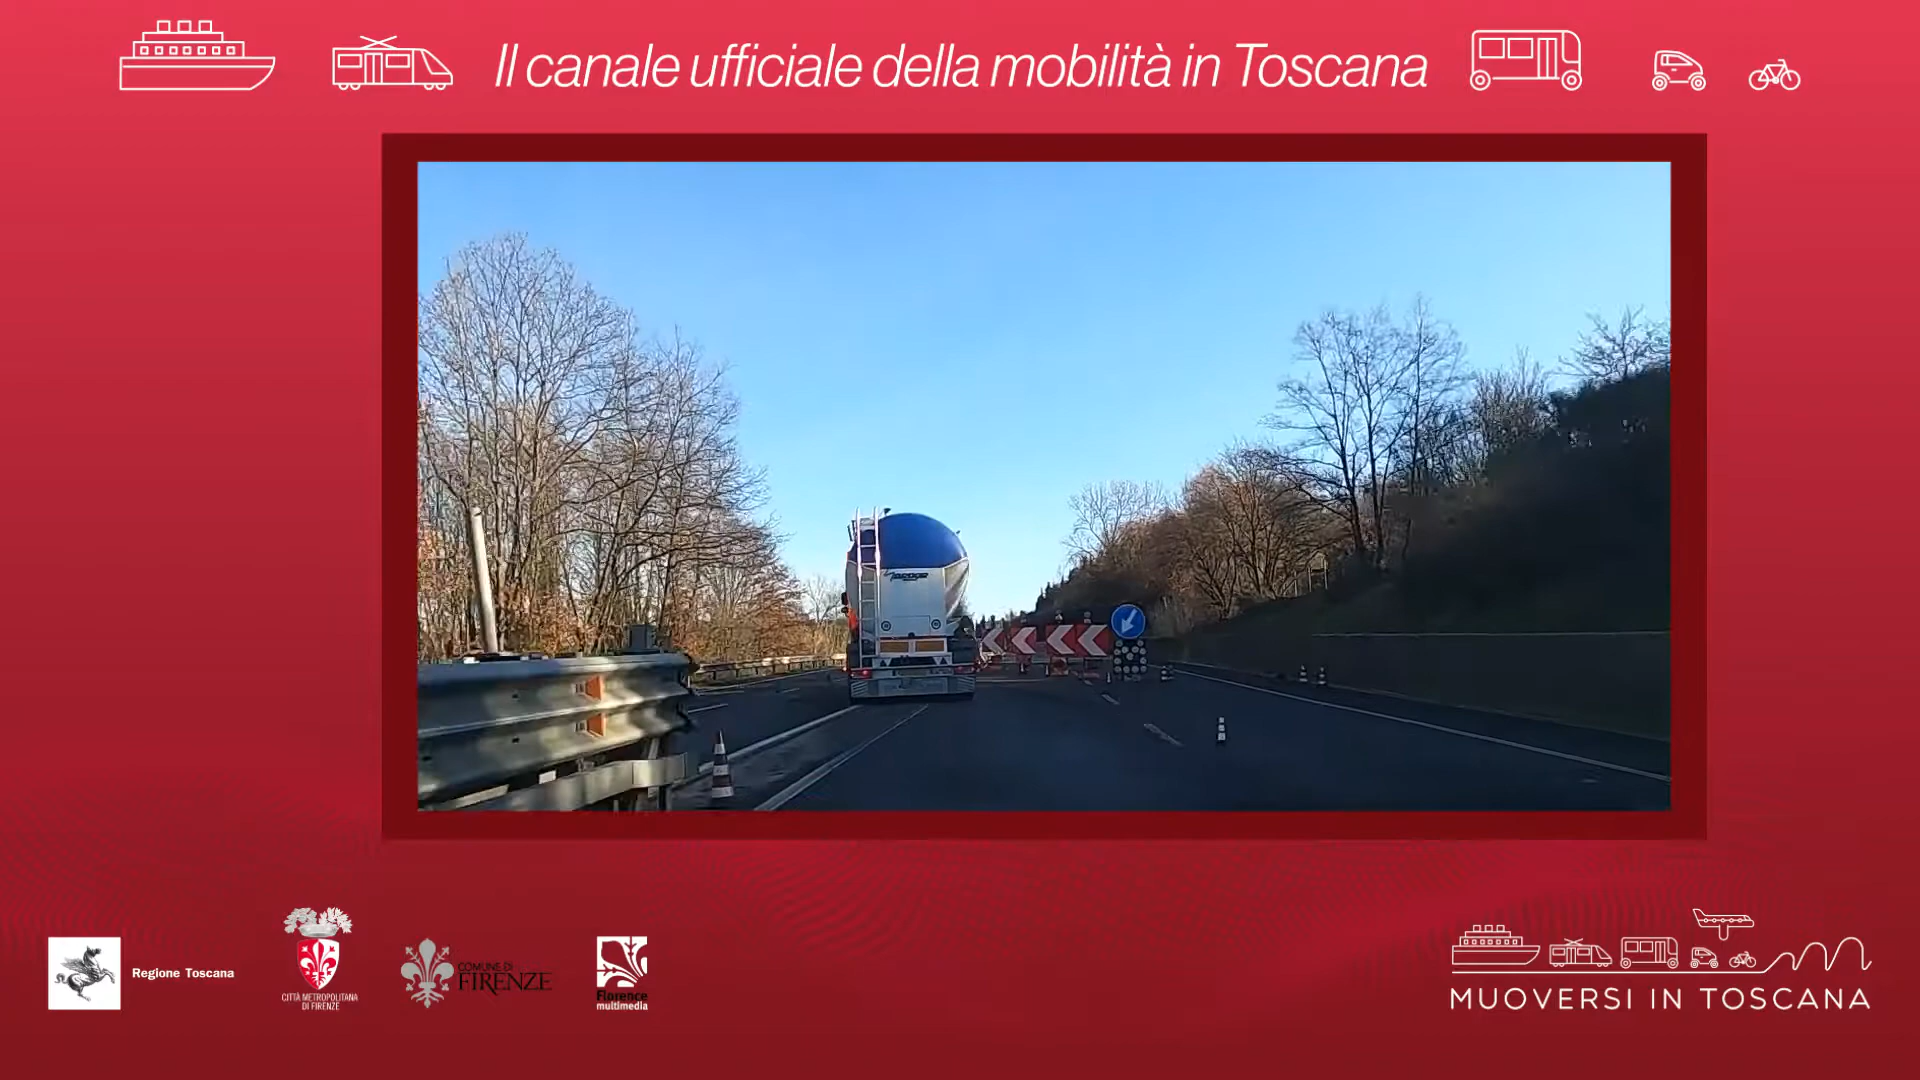 Il canale ufficiale della mobilità in Toscana
Regione Toscana
CITTÀ METROPOLITANA
DI FIRENZE
COMUNE DI
FIRENZE
Florence
multimedia
MUOVERSI IN TOSCANA